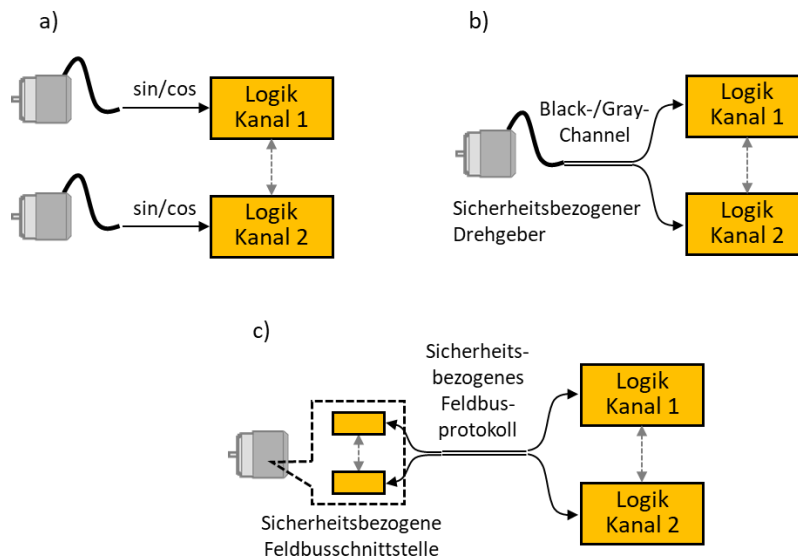 a)
sin/cos
Logik
Kanal 1
sin/cos
Logik
Kanal 2
b)
Black-/Gray-
Channel
Sicherheitsbezogener
Drehgeber
Logik
Kanal 1
Logik
Kanal 2
c)
Sicherheits-
bezogenes
Feldbus-
protokoll
Sicherheitsbezogene
Feldbusschnittstelle
Logik
Kanal 1
Logik
Kanal 2